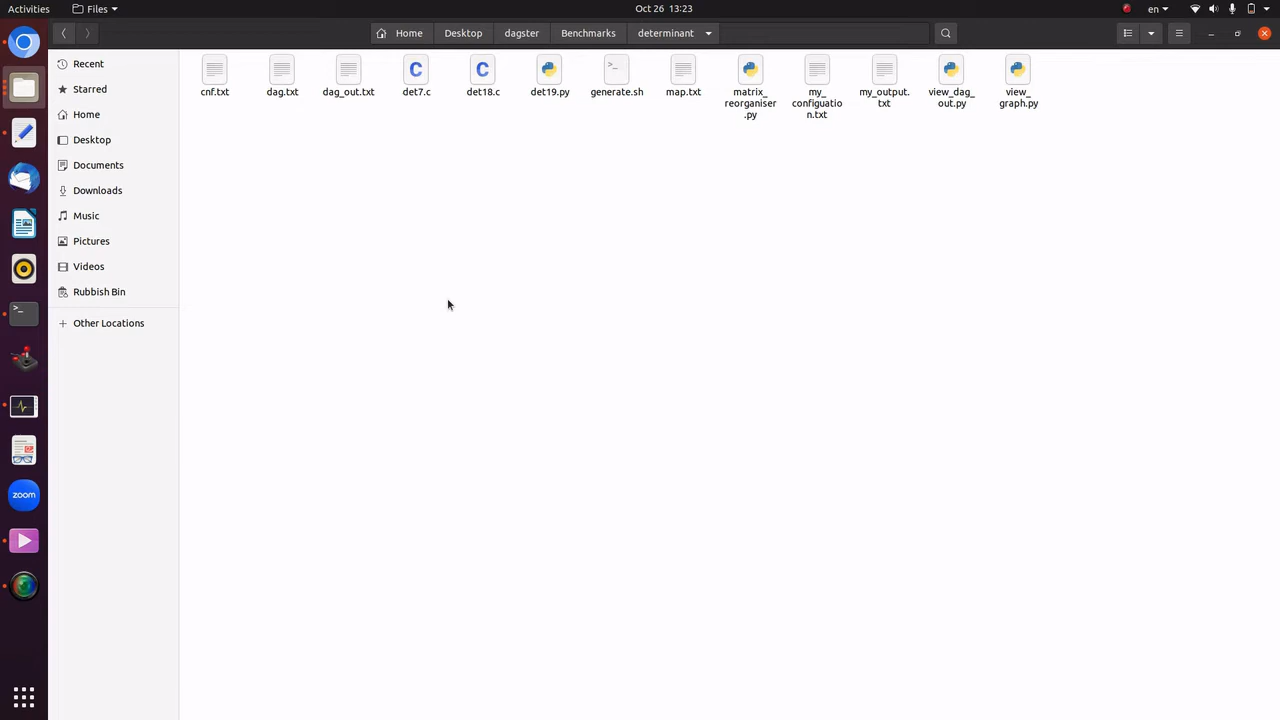 Activities
Files
Oct 26 13:23
en
Home
Desktop
dagster
Benchmarks
determinant
Recent
Starred
Home
Desktop
Documents
Downloads
Music
Pictures
Videos
Rubbish Bin
Other Locations
cnf.txt
dag.txt
dag_out.txt
C
det7.c
C
det18.c
det19.py
>_
generate.sh
map.txt
matrix_
reorganiser
.py
my_
configuatio
n.txt
my_output.
txt
view_dag_
out.py
view_
graph.py
>_
zoom